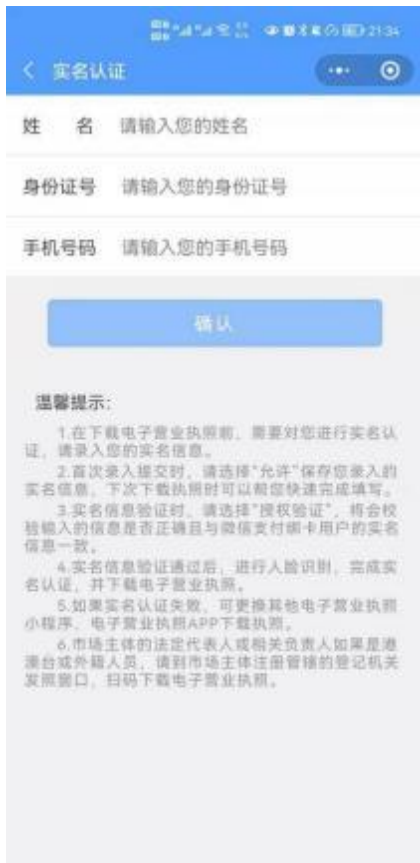 21:34
实名认证
姓 名 请输入您的姓名
身份证号 请输入您的身份证号
手机号码 请输入您的手机号码
确认
温馨提示:
1.在下载电子营业执照前，需要对您进行实名认
证，请录入您的实名信息。
2.首次录入提交时，请选择“允许”保存您录入的
实名信息，下次下载执照时可以帮您快速完成填写。
3.实名信息验证时，请选择“授权验证”，将会校
验输入的信息是否正确且与微信支付绑卡用户的实名
信息一致。
4.实名信息验证通过后，进行人脸识别，完成实
名认证，并下载电子营业执照。
5.如果实名认证失败，可更换其他电子营业执照
小程序、电子营业执照APP下载执照。
6.市场主体的法定代表人或相关负责人如果是港
澳台或外籍人员，请到市场主体注册管辖的登记机关
发照窗口，扫码下载电子营业执照。